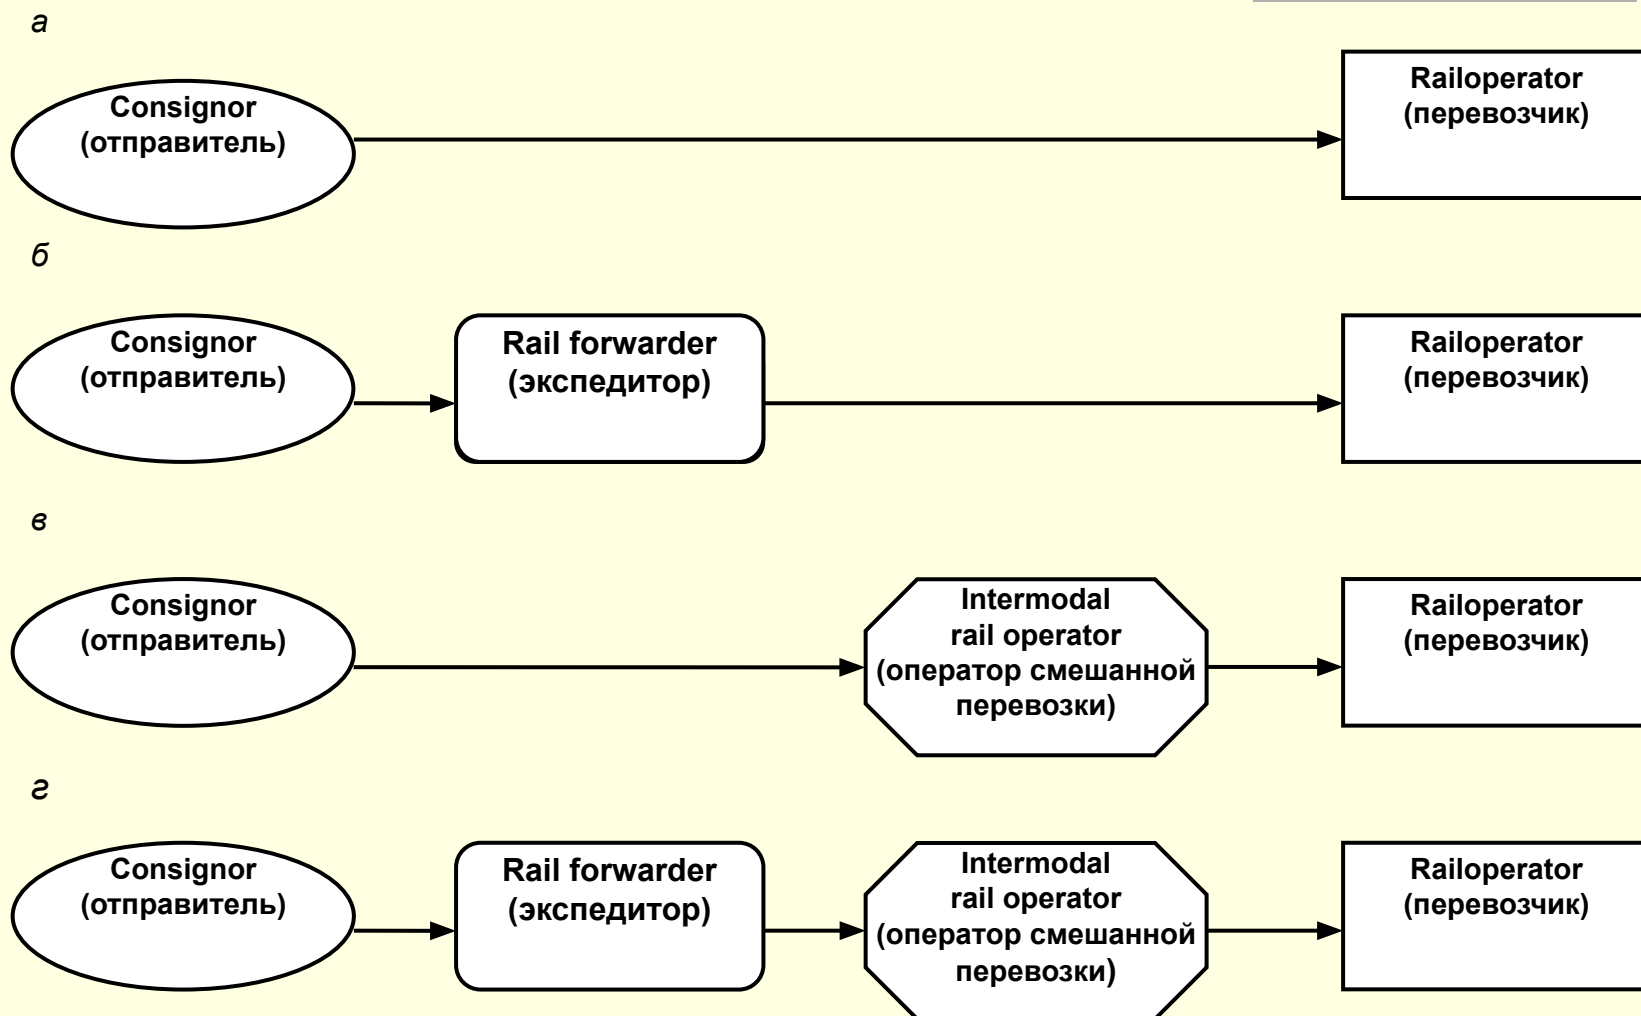 а
Consignor
(отправитель)
Railoperator
(перевозчик)
б
Consignor
(отправитель)
Rail forwarder
(экспедитор)
Railoperator
(перевозчик)
в
Consignor
(отправитель)
Intermodal
rail operator
(оператор смешанной
перевозки)
Railoperator
(перевозчик)
г
Consignor
(отправитель)
Rail forwarder
(экспедитор)
Intermodal
rail operator
(оператор смешанной
перевозки)
Railoperator
(перевозчик)